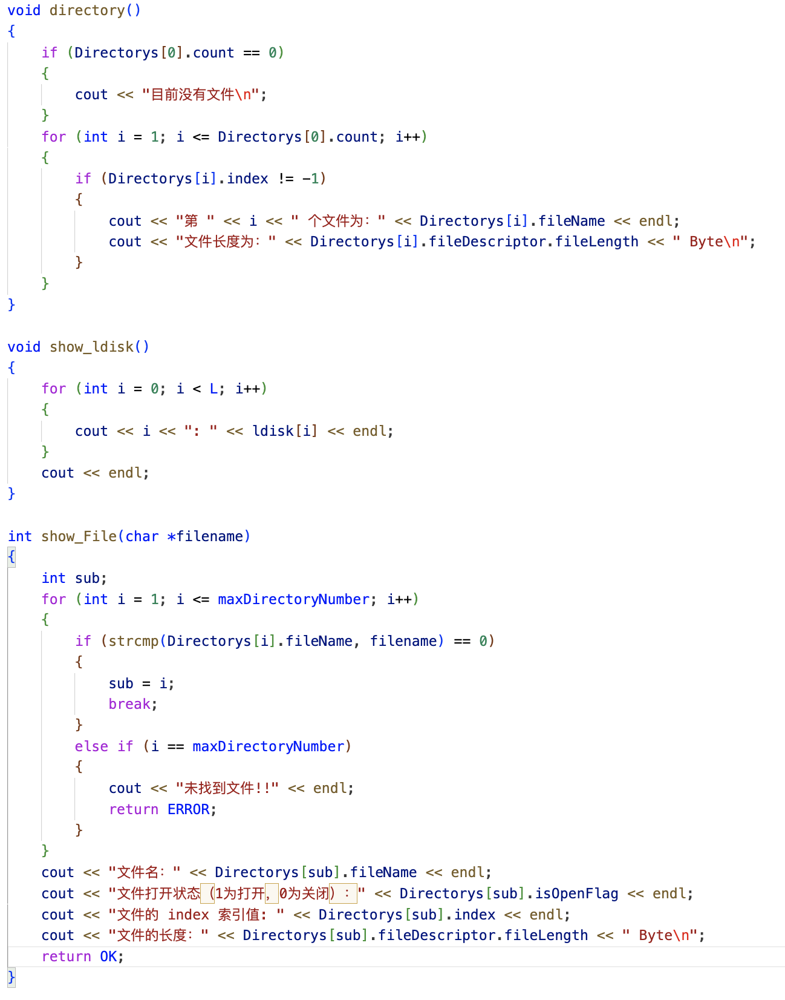 void directory()
{
    if (Directorys[0].count == 0)
    {
        cout << "目前没有文件\n";
    }
    for (int i = 1; i <= Directorys[0].count; i++)
    {
        if (Directorys[i].index != -1)
        {
            cout << "第 " << i << " 个文件为：" << Directorys[i].fileName << endl;
            cout << "文件长度为：" << Directorys[i].fileDescriptor.fileLength << " Byte\n";
        }
    }
}

void show_ldisk()
{
    for (int i = 0; i < L; i++)
    {
        cout << i << ": " << ldisk[i] << endl;
    }
    cout << endl;
}

int show_File(char *filename)
{
    int sub;
    for (int i = 1; i <= maxDirectoryNumber; i++)
    {
        if (strcmp(Directorys[i].fileName, filename) == 0)
        {
            sub = i;
            break;
        }
        else if (i == maxDirectoryNumber)
        {
            cout << "未找到文件!!" << endl;
            return ERROR;
        }
    }
    cout << "文件名：" << Directorys[sub].fileName << endl;
    cout << "文件打开状态（1为打开，0为关闭）：" << Directorys[sub].isOpenFlag << endl;
    cout << "文件的 index 索引值: " << Directorys[sub].index << endl;
    cout << "文件的长度：" << Directorys[sub].fileDescriptor.fileLength << " Byte\n";
    return OK;
}